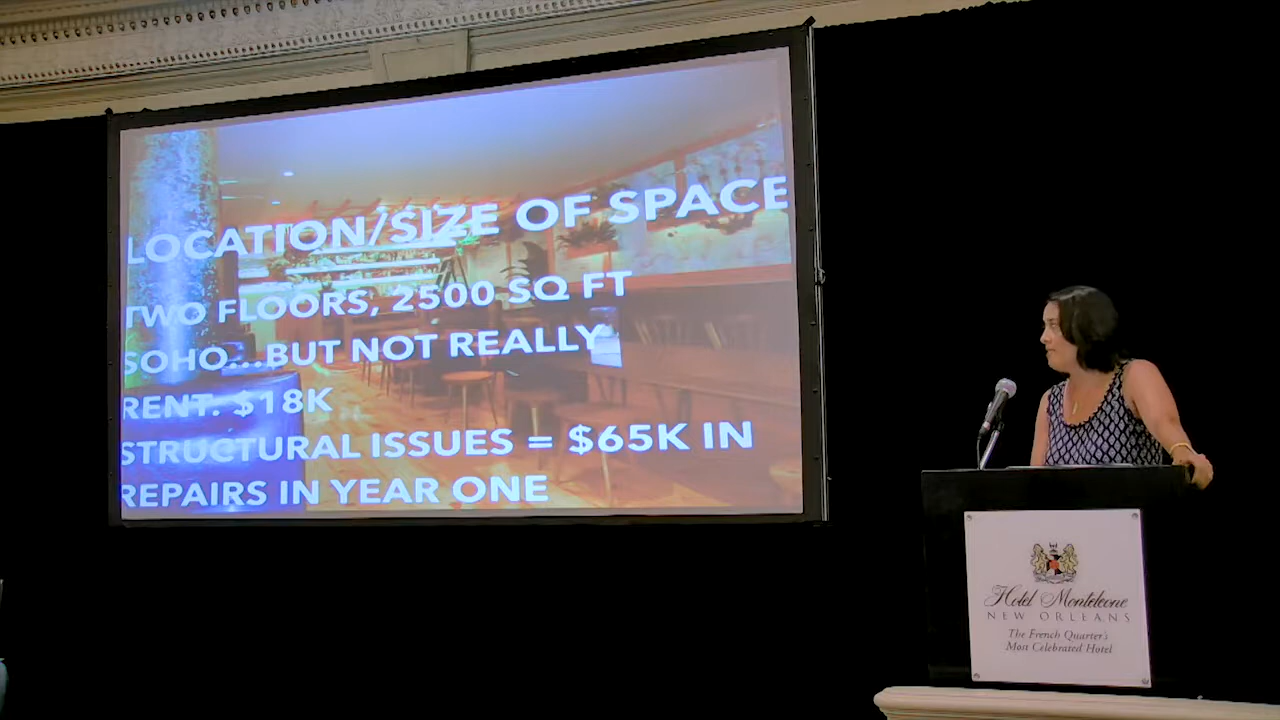 LOCATION/SIZE OF SPACE
TWO FLOORS, 2500 SQ FT
SOHO...BUT NOT REALLY
RENT: $18K
STRUCTURAL ISSUES = $65K IN
REPAIRS IN YEAR ONE
Hotel Monteleone
NEW ORLEANS
The French Quarter's
Most Celebrated Hotel